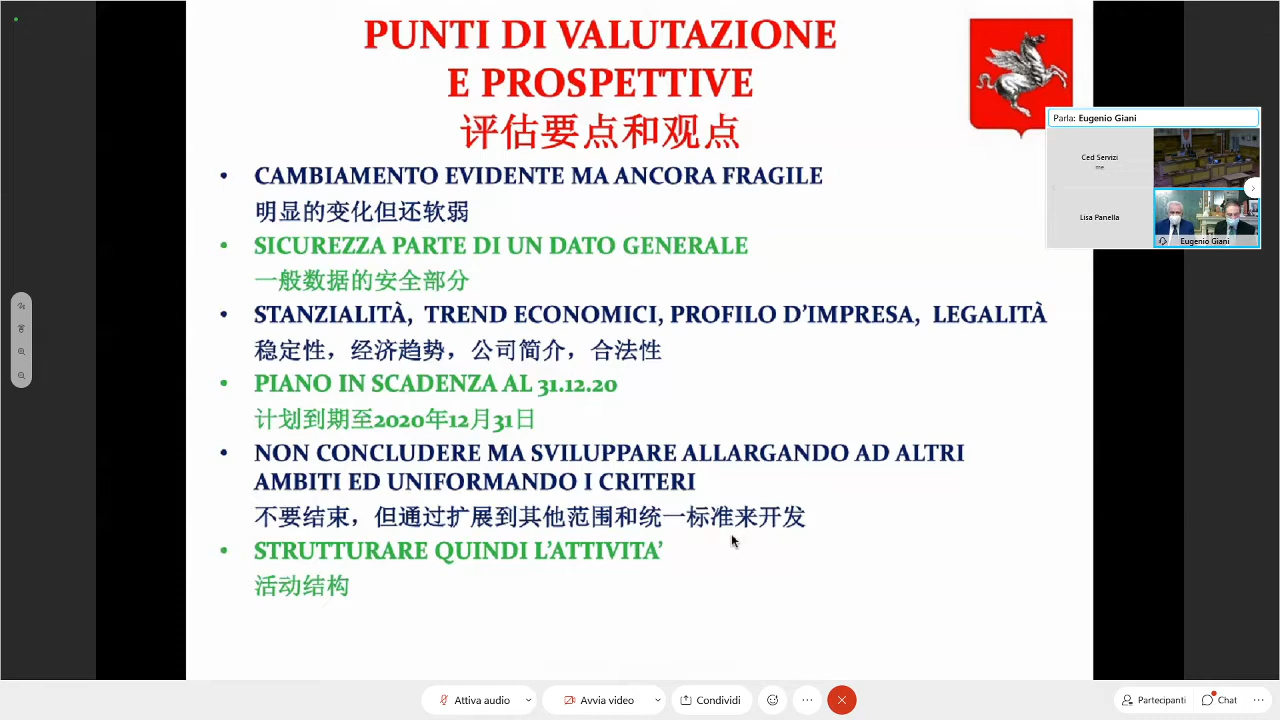 PUNTI DI VALUTAZIONE
E PROSPETTIVE
评估要点和观点
• CAMBIAMENTO EVIDENTE MA ANCORA FRAGILE
明显的变化但还软弱
• SICUREZZA PARTE DI UN DATO GENERALE
一般数据的安全部分
• STANZIALITÀ, TREND ECONOMICI, PROFILO D'IMPRESA, LEGALITÀ
稳定性，经济趋势，公司简介，合法性
• PIANO IN SCADENZA AL 31.12.20
计划到期至2020年12月31日
• NON CONCLUDERE MA SVILUPPARE ALLARGANDO AD ALTRI
AMBITI ED UNIFORMANDO I CRITERI
不要结束，但通过扩展到其他范围和统一标准来开发
• STRUTTURARE QUINDI L'ATTIVITA'
活动结构
Parla: Eugenio Giani
Ced Servizi
me
Lisa Panella
Eugenio Giani
Attiva audio
Avvia video
Condividi
Partecipanti
Chat